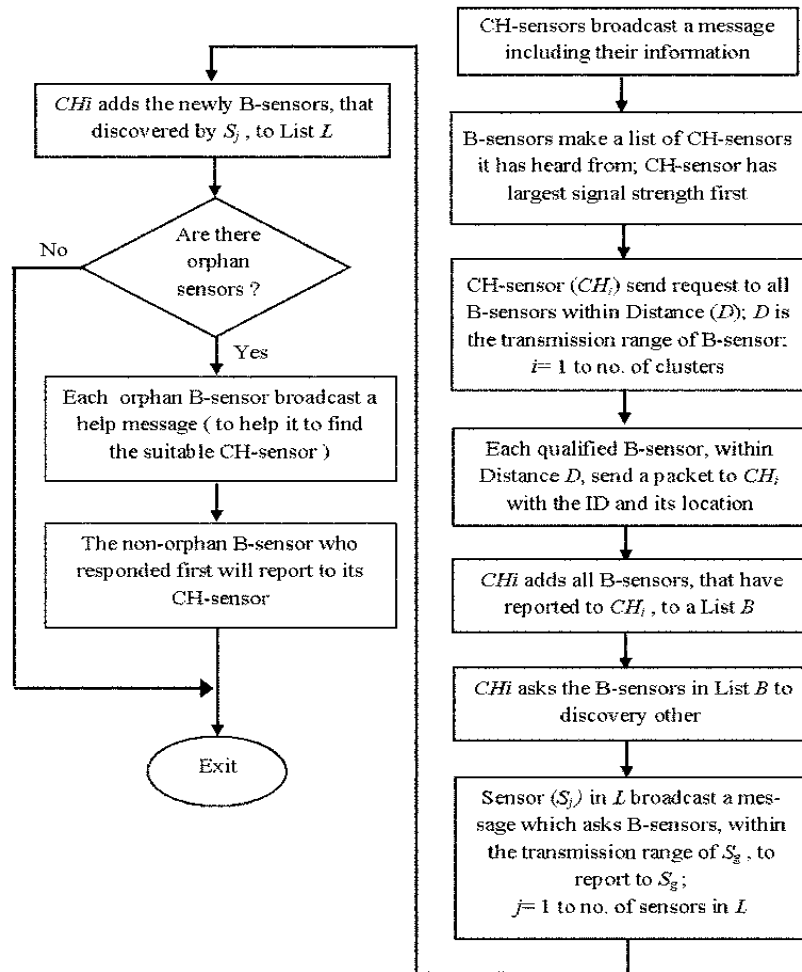 CH-sensors broadcast a message
including their information
B-sensors make a list of CH-sensors
it has heard from; CH-sensor has
largest signal strength first
CH-sensor (CHi) send request to all
B-sensors within Distance (D); D is
the transmission range of B-sensor;
i= 1 to no. of clusters
Each qualified B-sensor, within
Distance D, send a packet to CHi
with the ID and its location
CHi adds all B-sensors, that have
reported to CHi , to a List B
CHi asks the B-sensors in List B to
discovery other
Sensor (Sj) in L broadcast a mes-
sage which asks B-sensors, within
the transmission range of Sg , to
report to Sg ;
j= 1 to no. of sensors in L
CHi adds the newly B-sensors, that
discovered by Sj , to List L
Are there
orphan
sensors ?
No
Yes
Each orphan B-sensor broadcast a
help message ( to help it to find
the suitable CH-sensor )
The non-orphan B-sensor who
responded first will report to its
CH-sensor
Exit